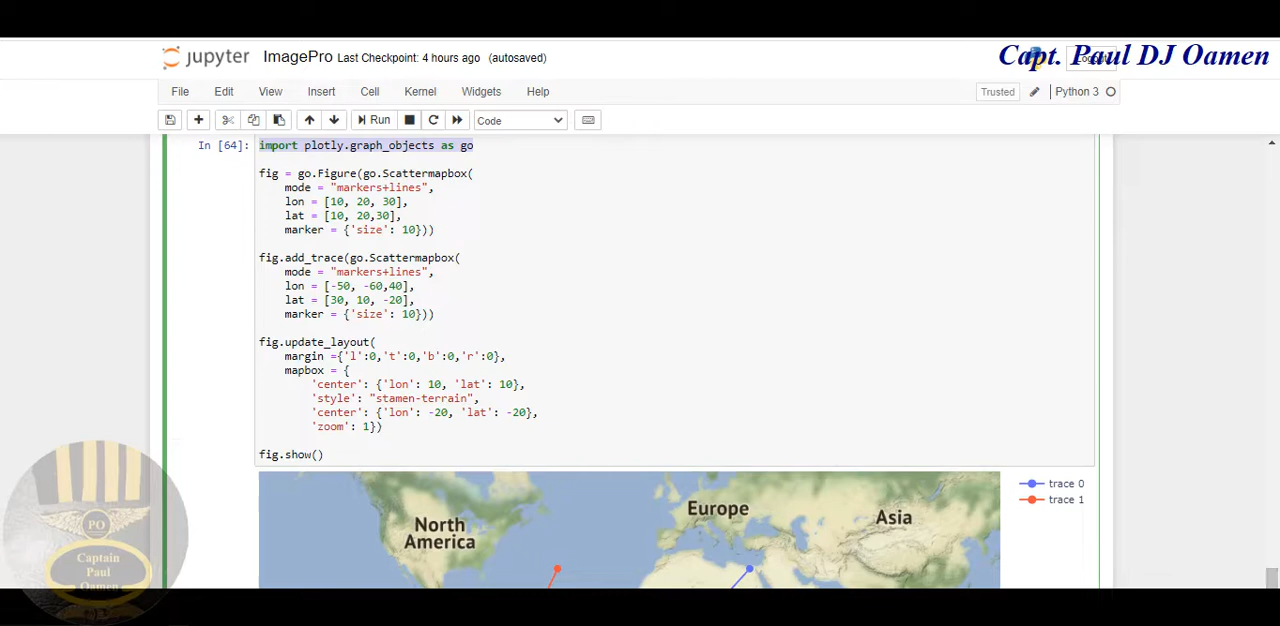 jupyter ImagePro Last Checkpoint: 4 hours ago (autosaved)
Capt. Paul DJ Oamen
File Edit View Insert Cell Kernel Widgets Help
Trusted Python 3
Run Code
In [64]: import plotly.graph_objects as go
fig = go.Figure(go.Scattermapbox(
mode = "markers+lines",
lon = [10, 20, 30],
lat = [10, 20,30],
marker = {'size': 10}))
fig.add_trace(go.Scattermapbox(
mode = "markers+lines",
lon = [-50, -60,40],
lat = [30, 10, -20],
marker = {'size': 10}))
fig.update_layout(
margin ={'l':0,'t':0,'b':0,'r':0},
mapbox = {
'center': {'lon': 10, 'lat': 10},
'style': "stamen-terrain",
'center': {'lon': -20, 'lat': -20},
'zoom': 1})
fig.show()
North
America
Europe
Asia
trace 0
trace 1
PO
Captain
Paul
Oamen